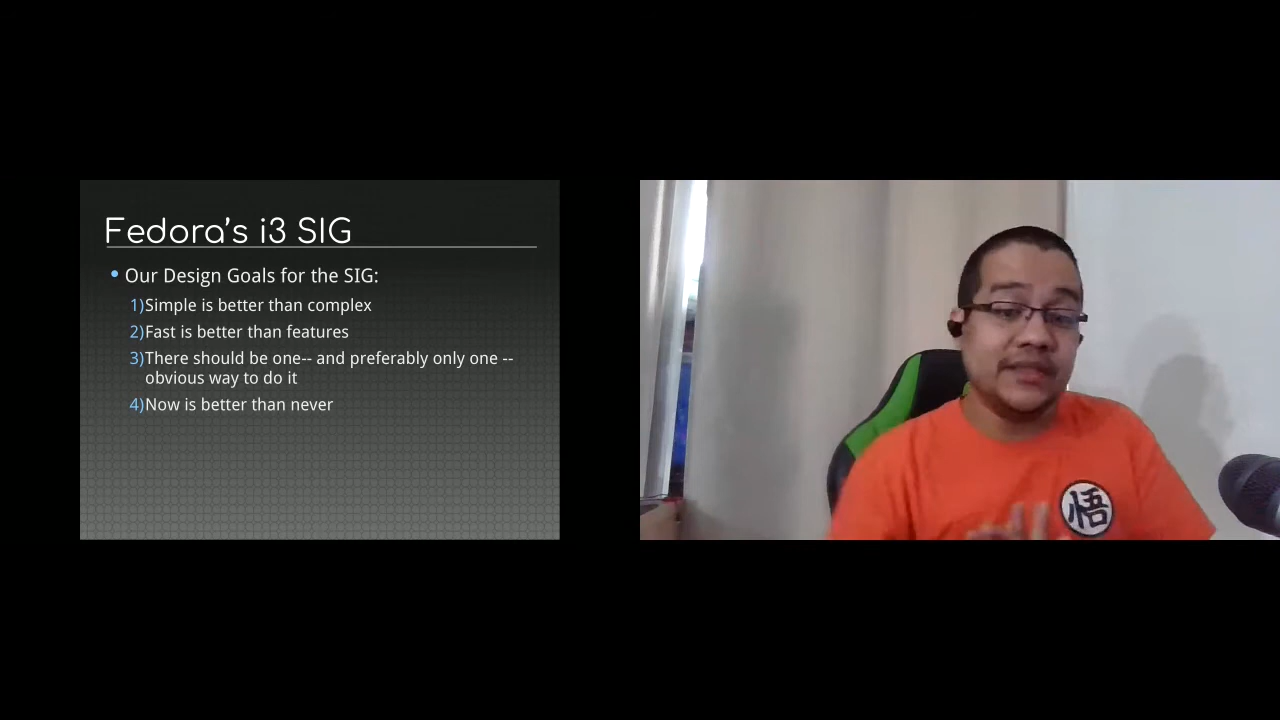 Fedora's i3 SIG
Our Design Goals for the SIG:
1)Simple is better than complex
2)Fast is better than features
3)There should be one-- and preferably only one --
obvious way to do it
4)Now is better than never
悟